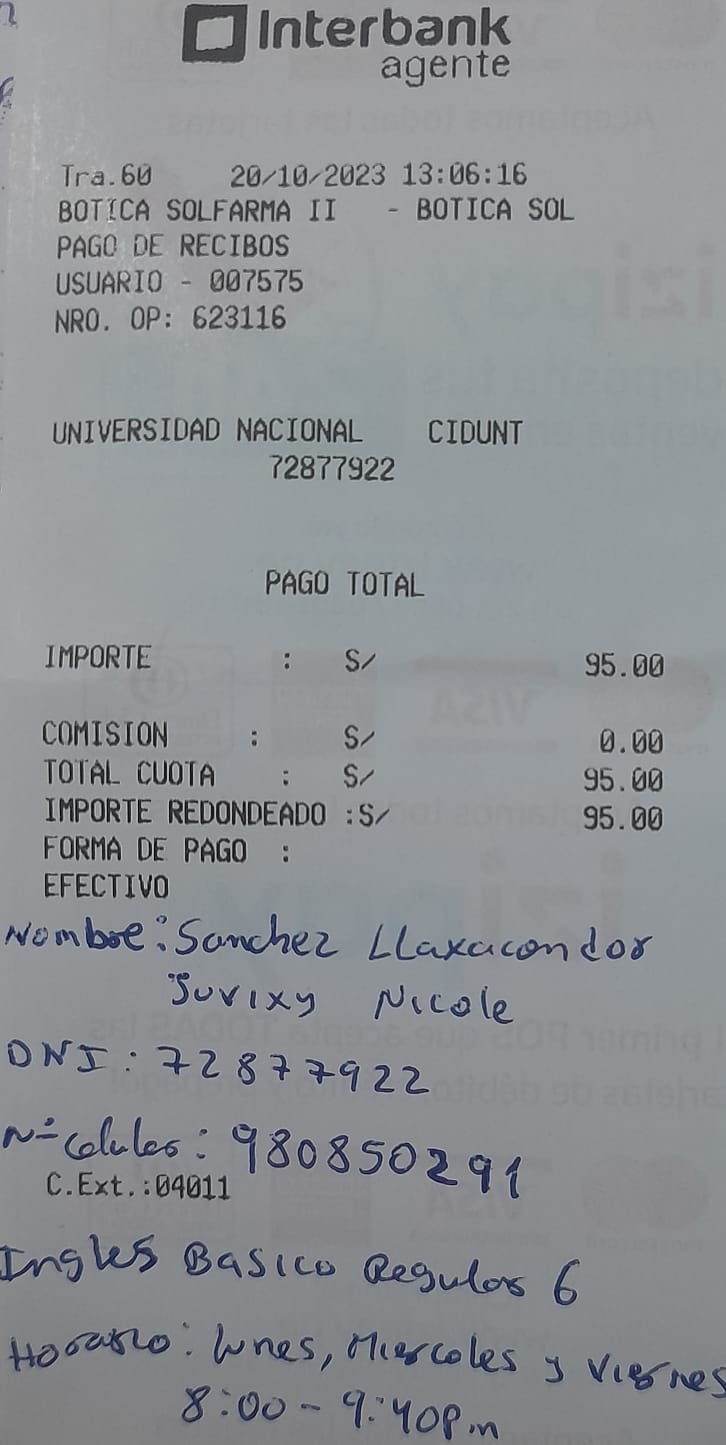 Interbank
agente
Tra.60 20/10/2023 13:06:16
BOTICA SOLFARMA II - BOTICA SOL
PAGO DE RECIBOS
USUARIO - 007575
NRO. OP: 623116
UNIVERSIDAD NACIONAL CIDUNT
72877922
PAGO TOTAL
IMPORTE : S/ 95.00
COMISION : S/ 0.00
TOTAL CUOTA : S/ 95.00
IMPORTE REDONDEADO :S/ 95.00
FORMA DE PAGO :
EFECTIVO
Nombre: Sanchez Llaxacondor
Jurixy Nicole
DNI: 72877922
N° celular: 980850291
C.Ext.:04011
Ingles Basico Regular 6
Horario: lunes, Miercoles y Viernes
8:00 - 9:40p.m